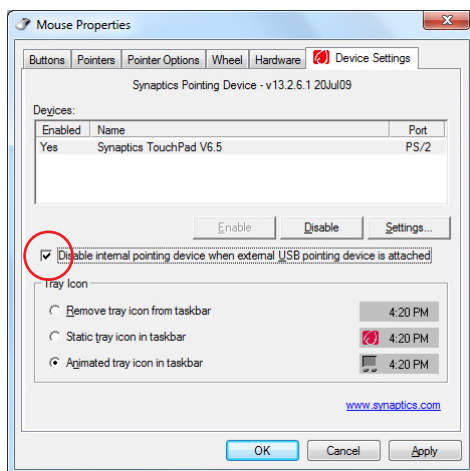 Mouse Properties
Buttons Pointers Pointer Options Wheel Hardware Device Settings
Synaptics Pointing Device - v13.2.6.1 20Jul09
Devices:
Enabled Name Port
Yes Synaptics TouchPad V6.5 PS/2
Enable Disable Settings...
Disable internal pointing device when external USB pointing device is attached
Tray Icon
Remove tray icon from taskbar 4:20 PM
Static tray icon in taskbar 4:20 PM
Animated tray icon in taskbar 4:20 PM
www.synaptics.com
OK Cancel Apply